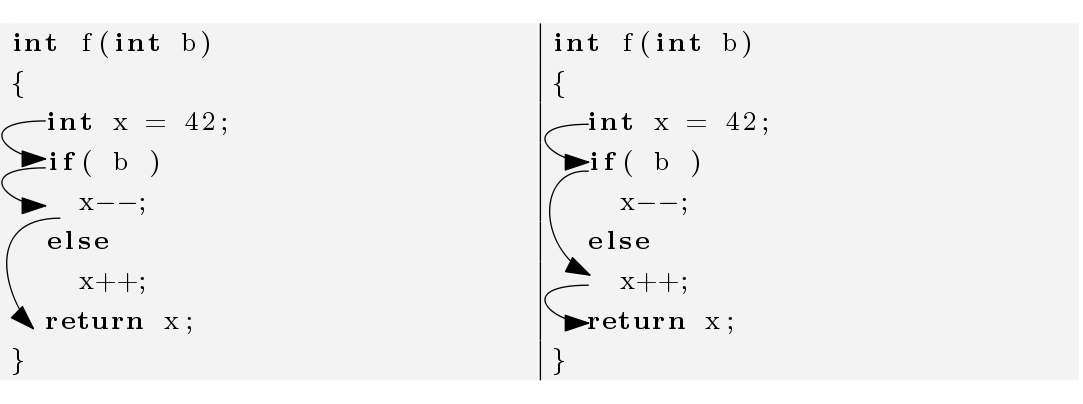 int f(int b)
{
int x = 42;
if( b )
x--;
else
x++;
return x;
}
int f(int b)
{
int x = 42;
if( b )
x--;
else
x++;
return x;
}